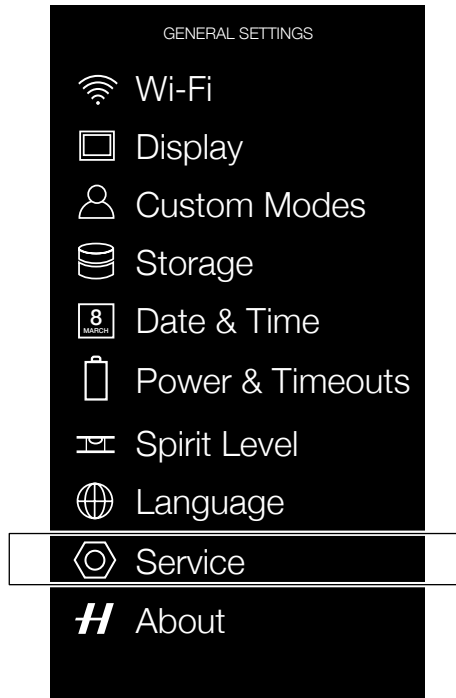 GENERAL SETTINGS
Wi-Fi
Display
Custom Modes
Storage
8
MARCH
Date & Time
Power & Timeouts
Spirit Level
Language
Service
H About